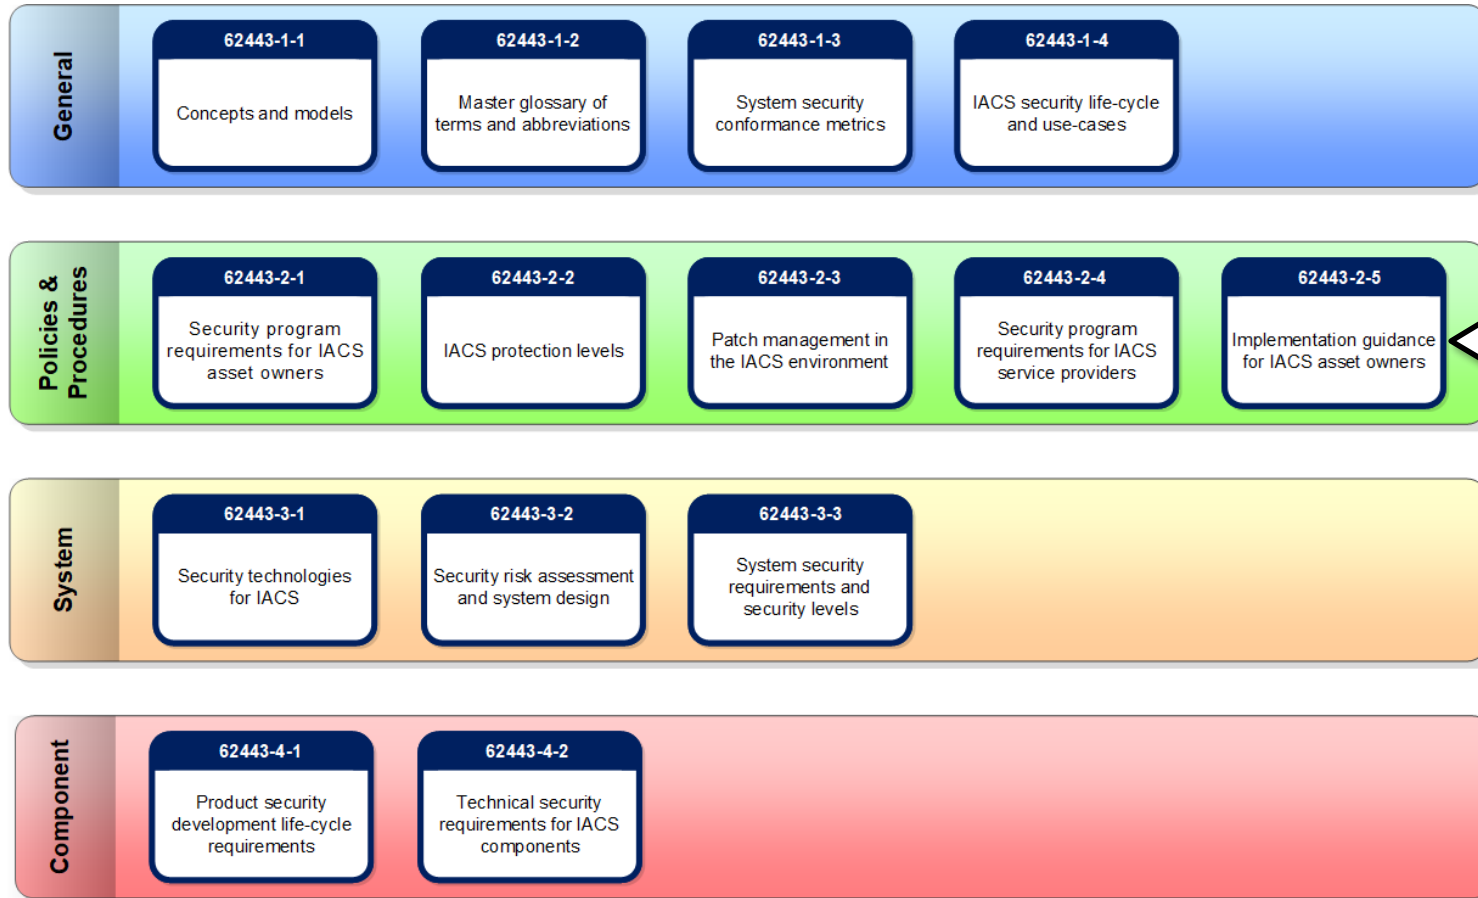 General
62443-1-1
Concepts and models
62443-1-2
Master glossary of
terms and abbreviations
62443-1-3
System security
conformance metrics
62443-1-4
IACS security life-cycle
and use-cases
Policies &
Procedures
62443-2-1
Security program
requirements for IACS
asset owners
62443-2-2
IACS protection levels
62443-2-3
Patch management in
the IACS environment
62443-2-4
Security program
requirements for IACS
service providers
62443-2-5
Implementation guidance
for IACS asset owners
System
62443-3-1
Security technologies
for IACS
62443-3-2
Security risk assessment
and system design
62443-3-3
System security
requirements and
security levels
Component
62443-4-1
Product security
development life-cycle
requirements
62443-4-2
Technical security
requirements for IACS
components